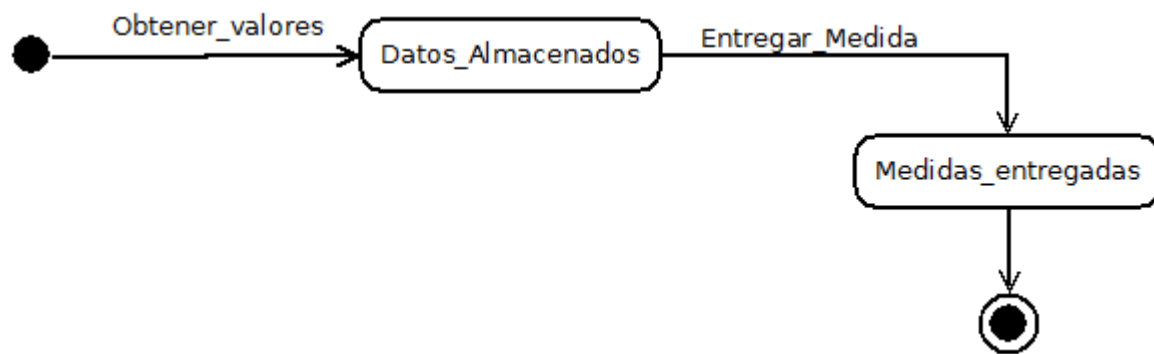 Obtener_valores
Datos_Almacenados
Entregar_Medida
Medidas_entregadas